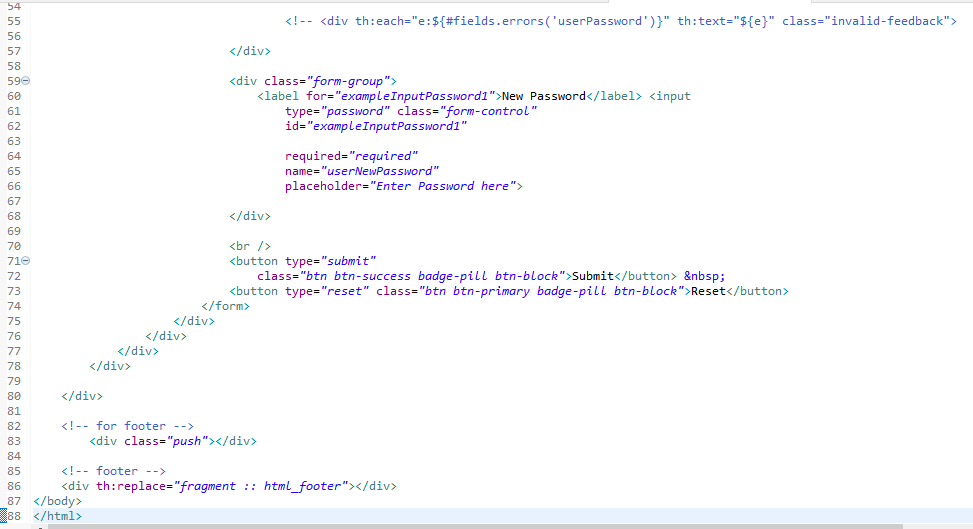 54
55 <!-- <div th:each="e:${#fields.errors('userPassword')}" th:text="${e}" class="invalid-feedback">
56
57 </div>
58
59 <div class="form-group">
60 <label for="exampleInputPassword1">New Password</label> <input
61 type="password" class="form-control"
62 id="exampleInputPassword1"
63
64 required="required"
65 name="userNewPassword"
66 placeholder="Enter Password here">
67
68 </div>
69
70 <br />
71 <button type="submit"
72 class="btn btn-success badge-pill btn-block">Submit</button> &nbsp;
73 <button type="reset" class="btn btn-primary badge-pill btn-block">Reset</button>
74 </form>
75 </div>
76 </div>
77 </div>
78 </div>
79
80 </div>
81
82 <!-- for footer -->
83 <div class="push"></div>
84
85 <!-- footer -->
86 <div th:replace="fragment :: html_footer"></div>
87 </body>
88 </html>